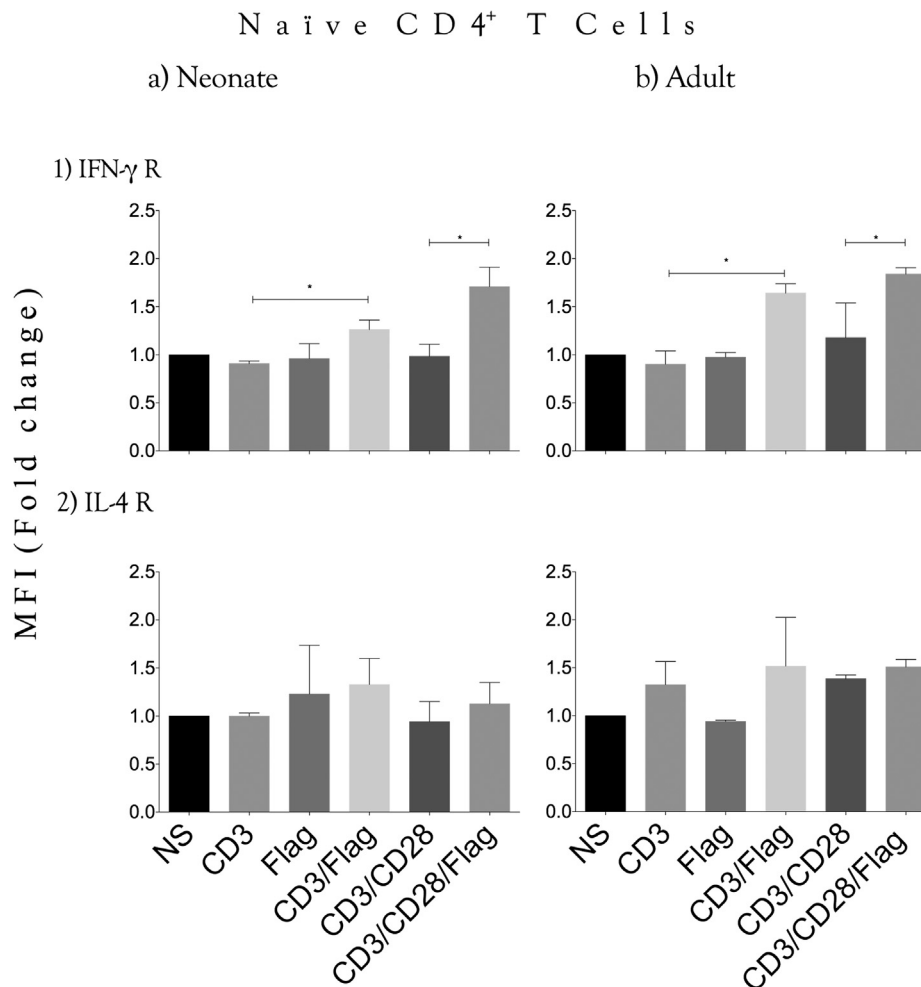 Naïve CD4⁺ T Cells
a) Neonate
b) Adult
1) IFN-γ R
MFI (Fold change)
2.5
2.0
1.5
1.0
0.5
0.0
*
*
2.5
2.0
1.5
1.0
0.5
0.0
*
*
2) IL-4 R
2.5
2.0
1.5
1.0
0.5
0.0
2.5
2.0
1.5
1.0
0.5
0.0
NS
CD3
Flag
CD3/Flag
CD3/CD28
CD3/CD28/Flag
NS
CD3
Flag
CD3/Flag
CD3/CD28
CD3/CD28/Flag